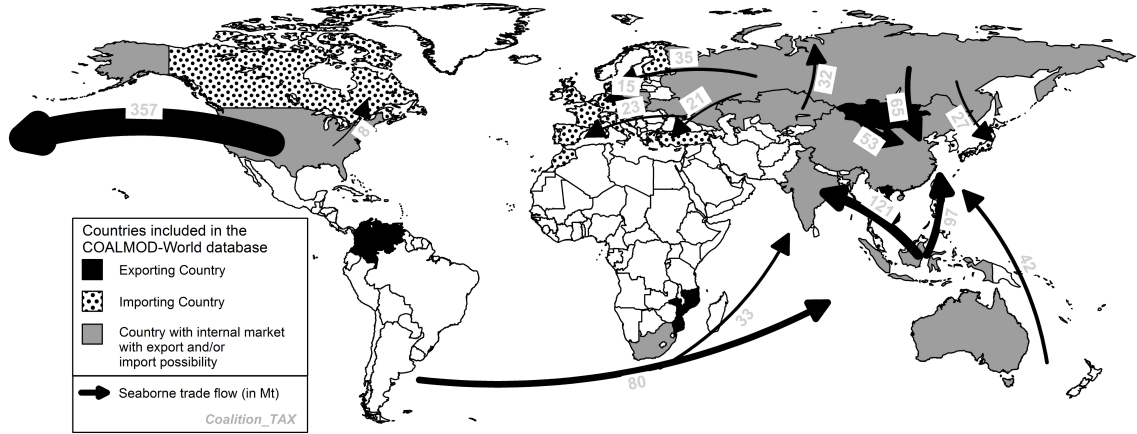 35
32
357
15
21
23
65
27
8
53
121
97
Countries included in the
COALMOD-World database
Exporting Country
Importing Country
Country with internal market
with export and/or
import possibility
42
33
80
Seaborne trade flow (in Mt)
Coalition_TAX